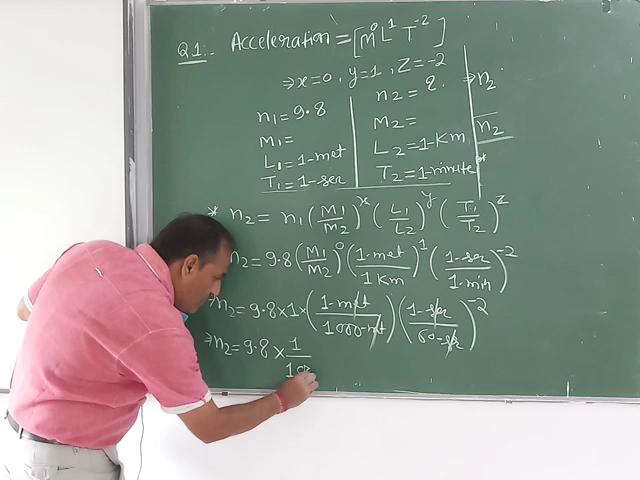 Q1:- Acceleration = [M⁰ L¹ T⁻²]
⇒ x=0, y=1, Z=-2
n₁ = 9.8
M₁ =
L₁ = 1-met
T₁ = 1-sec
n₂ = ?
M₂ =
L₂ = 1-Km
T₂ = 1-minute
⇒ n₂
n₂
* n₂ = n₁ (M₁/M₂)ˣ (L₁/L₂)ʸ (T₁/T₂)ᶻ
n₂ = 9.8 (M₁/M₂)⁰ (1-met/1 Km)¹ (1-sec/1-min)⁻²
⇒ n₂ = 9.8 × 1 × (1-met/1000-mt) (1-sec/60-sec)⁻²
⇒ n₂ = 9.8 × 1/100